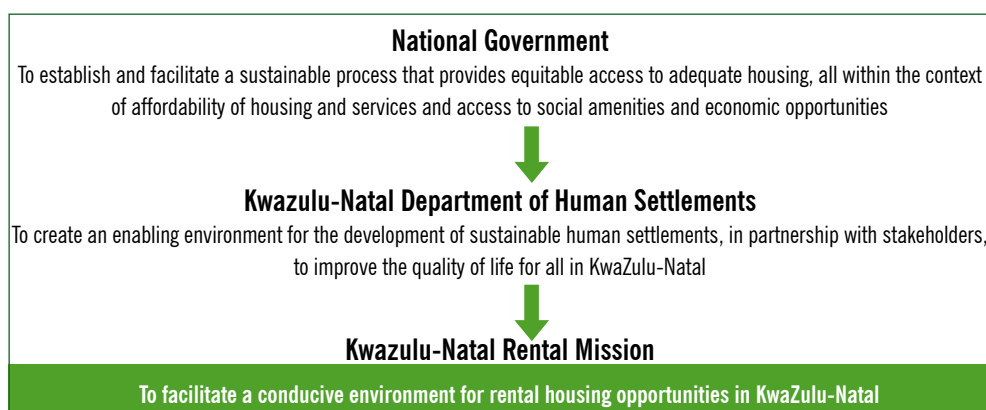 National Government
To establish and facilitate a sustainable process that provides equitable access to adequate housing, all within the context
of affordability of housing and services and access to social amenities and economic opportunities
Kwazulu-Natal Department of Human Settlements
To create an enabling environment for the development of sustainable human settlements, in partnership with stakeholders,
to improve the quality of life for all in KwaZulu-Natal
Kwazulu-Natal Rental Mission
To facilitate a conducive environment for rental housing opportunities in KwaZulu-Natal